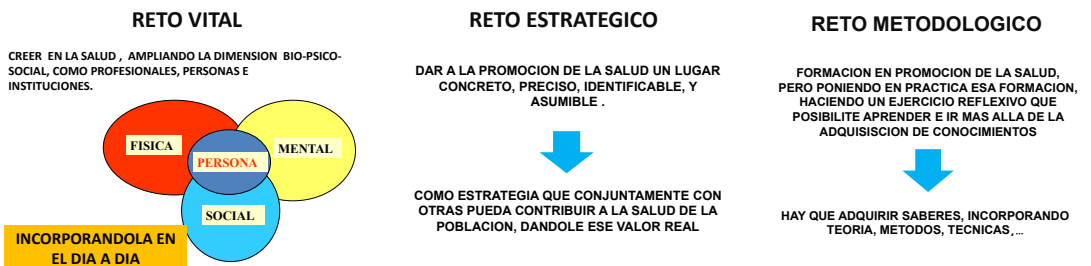 RETO VITAL
CREER EN LA SALUD , AMPLIANDO LA DIMENSION BIO-PSICO-
SOCIAL, COMO PROFESIONALES, PERSONAS E
INSTITUCIONES.
FISICA
MENTAL
PERSONA
SOCIAL
INCORPORANDOLA EN
EL DIA A DIA
RETO ESTRATEGICO
DAR A LA PROMOCION DE LA SALUD UN LUGAR
CONCRETO, PRECISO, IDENTIFICABLE, Y
ASUMIBLE .
COMO ESTRATEGIA QUE CONJUNTAMENTE CON
OTRAS PUEDA CONTRIBUIR A LA SALUD DE LA
POBLACION, DANDOLE ESE VALOR REAL
RETO METODOLOGICO
FORMACION EN PROMOCION DE LA SALUD,
PERO PONIENDO EN PRACTICA ESA FORMACION,
HACIENDO UN EJERCICIO REFLEXIVO QUE
POSIBILITE APRENDER E IR MAS ALLA DE LA
ADQUISISCION DE CONOCIMIENTOS
HAY QUE ADQUIRIR SABERES, INCORPORANDO
TEORIA, METODOS, TECNICAS,…